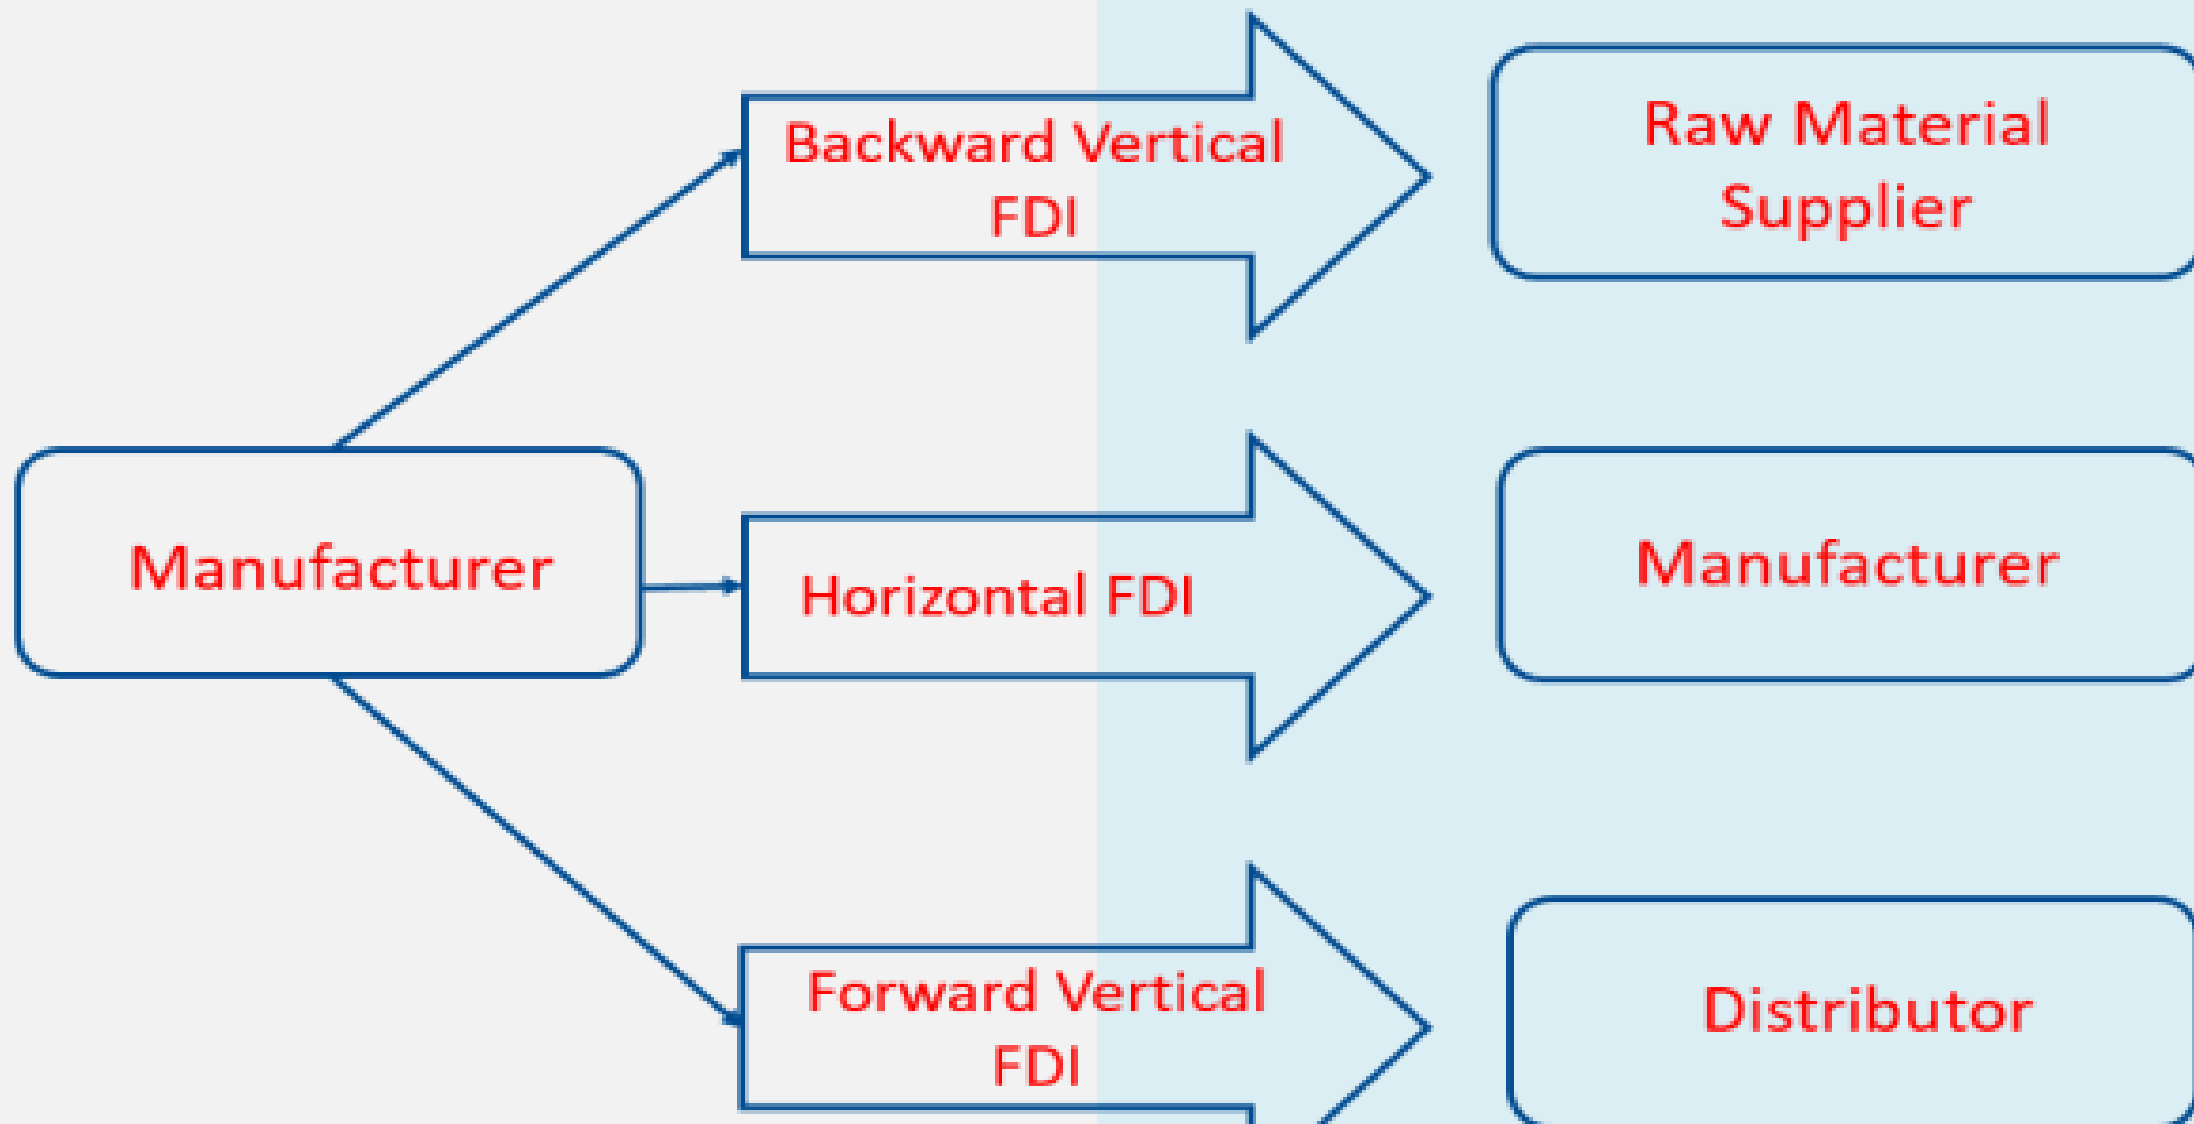 Backward Vertical
FDI
Raw Material
Supplier
Manufacturer
Horizontal FDI
Manufacturer
Forward Vertical
FDI
Distributor